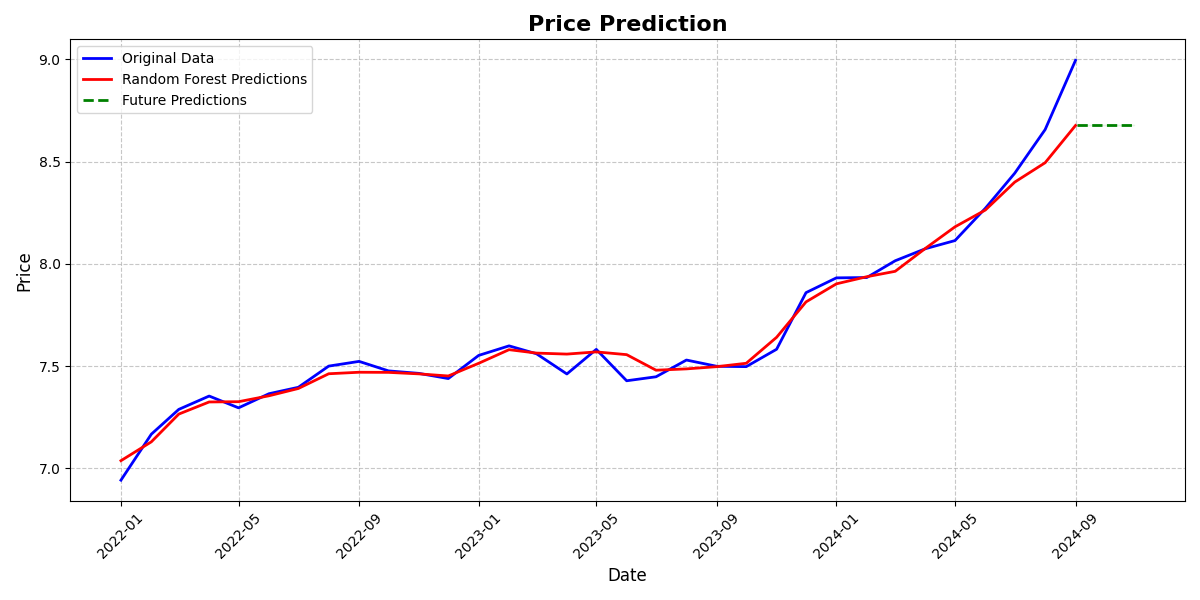 Price Prediction
Original Data
Random Forest Predictions
Future Predictions
Price
9.0
8.5
8.0
7.5
7.0
2022-01
2022-05
2022-09
2023-01
2023-05
2023-09
2024-01
2024-05
2024-09
Date